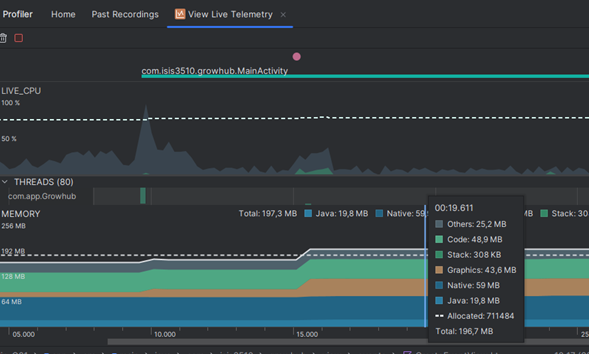 Profiler Home Past Recordings View Live Telemetry
com.isis3510.growhub.MainActivity
LIVE_CPU
100 %
50 %
THREADS (80)
com.app.Growhub
MEMORY Total: 197,3 MB Java: 19,8 MB Native: 59, Stack: 30
256 MB
192 MB
128 MB
64 MB
00:19.611
Others: 25,2 MB
Code: 48,9 MB
Stack: 308 KB
Graphics: 43,6 MB
Native: 59 MB
Java: 19,8 MB
Allocated: 711484
Total: 196,7 MB
05.000 10.000 15.000